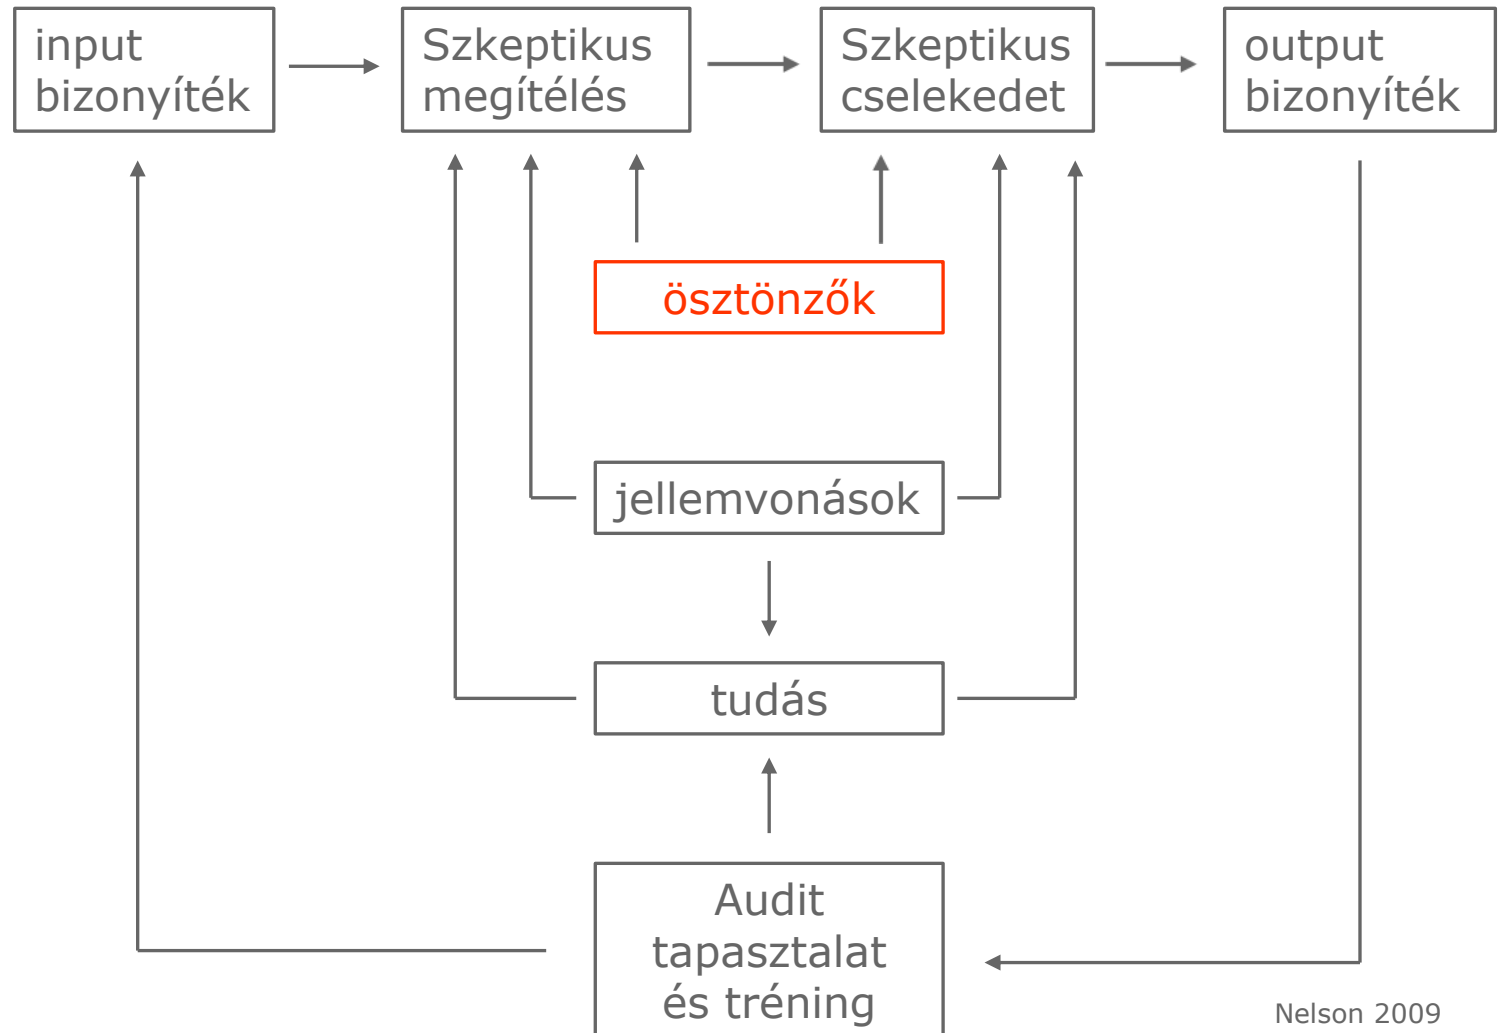 input
bizonyíték
Szkeptikus
megítélés
Szkeptikus
cselekedet
output
bizonyíték
ösztönzők
jellemvonások
tudás
Audit
tapasztalat
és tréning
Nelson 2009